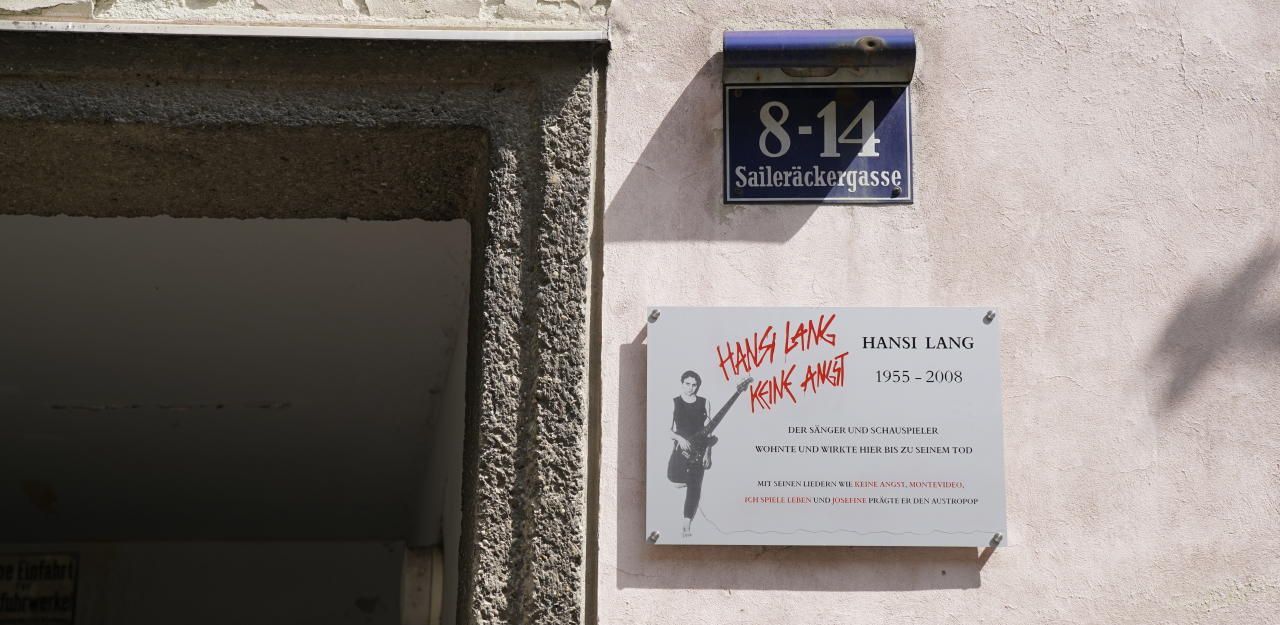 8-14
Saileräckergasse
HANSI LANG
KEINE ANGST
HANSI LANG
1955 – 2008
DER SÄNGER UND SCHAUSPIELER
WOHNTE UND WIRKTE HIER BIS ZU SEINEM TOD
MIT SEINEN LIEDERN WIE KEINE ANGST, MONTEVIDEO,
ICH SPIELE LEBEN UND JOSEFINE PRÄGTE ER DEN AUSTROPOP
Einfahrt